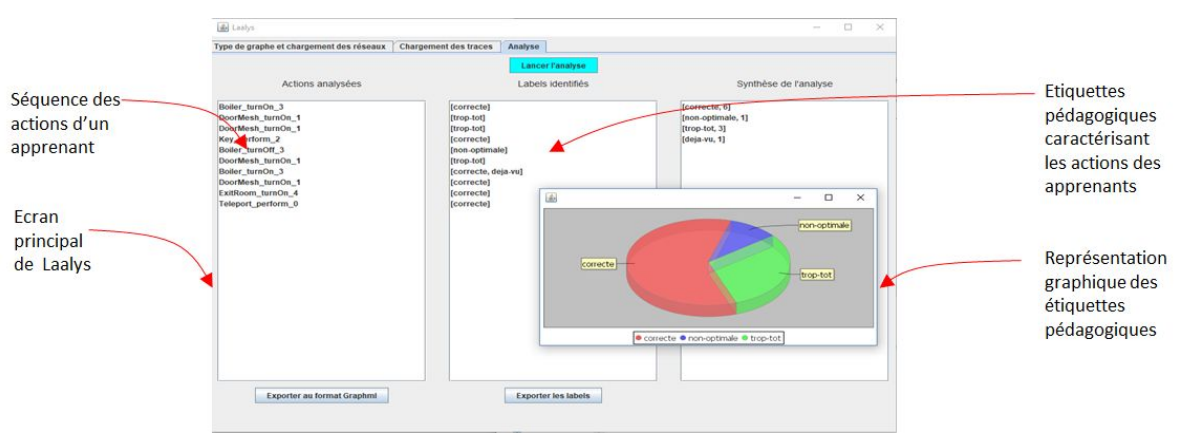 Laalys
Type de graphe et chargement des réseaux
Chargement des traces
Analyse
Lancer l'analyse
Actions analysées
Labels identifiés
Synthèse de l'analyse
Boiler_turnOn_3
DoorMesh_turnOn_1
DoorMesh_turnOn_1
Key_perform_2
Boiler_turnOff_3
DoorMesh_turnOn_1
Boiler_turnOn_3
DoorMesh_turnOn_1
ExitRoom_turnOn_4
Teleport_perform_0
[correcte]
[trop-tot]
[trop-tot]
[correcte]
[non-optimale]
[trop-tot]
[correcte, deja-vu]
[correcte]
[correcte]
[correcte]
[correcte, 6]
[non-optimale, 1]
[trop-tot, 3]
[deja-vu, 1]
non-optimale
correcte
trop-tot
correcte non-optimale trop-tot
Exporter au format Graphml
Exporter les labels
Séquence des
actions d'un
apprenant
Ecran
principal
de Laalys
Etiquettes
pédagogiques
caractérisant
les actions des
apprenants
Représentation
graphique des
étiquettes
pédagogiques